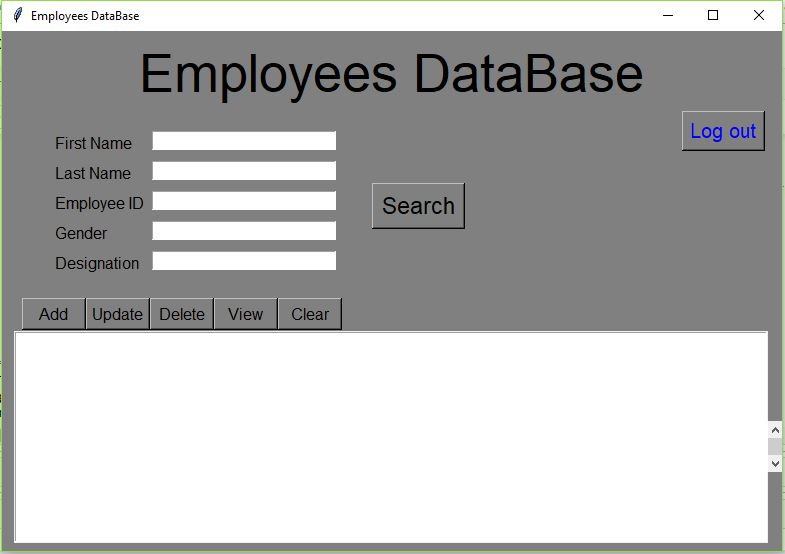 Employees DataBase
Employees DataBase
Log out
First Name
Last Name
Employee ID
Search
Gender
Designation
Add Update Delete View Clear